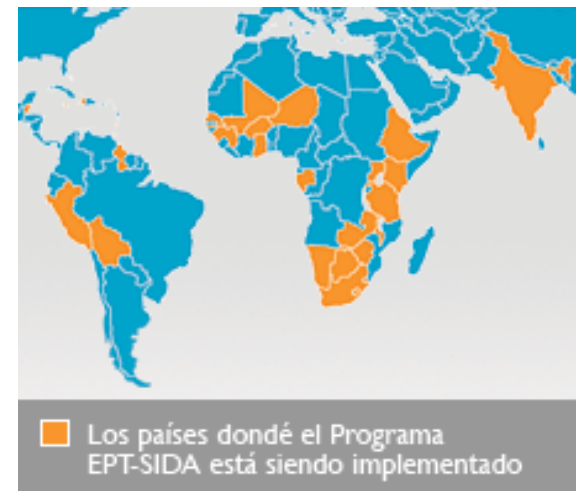 Los países dondé el Programa
EPT-SIDA está siendo implementado